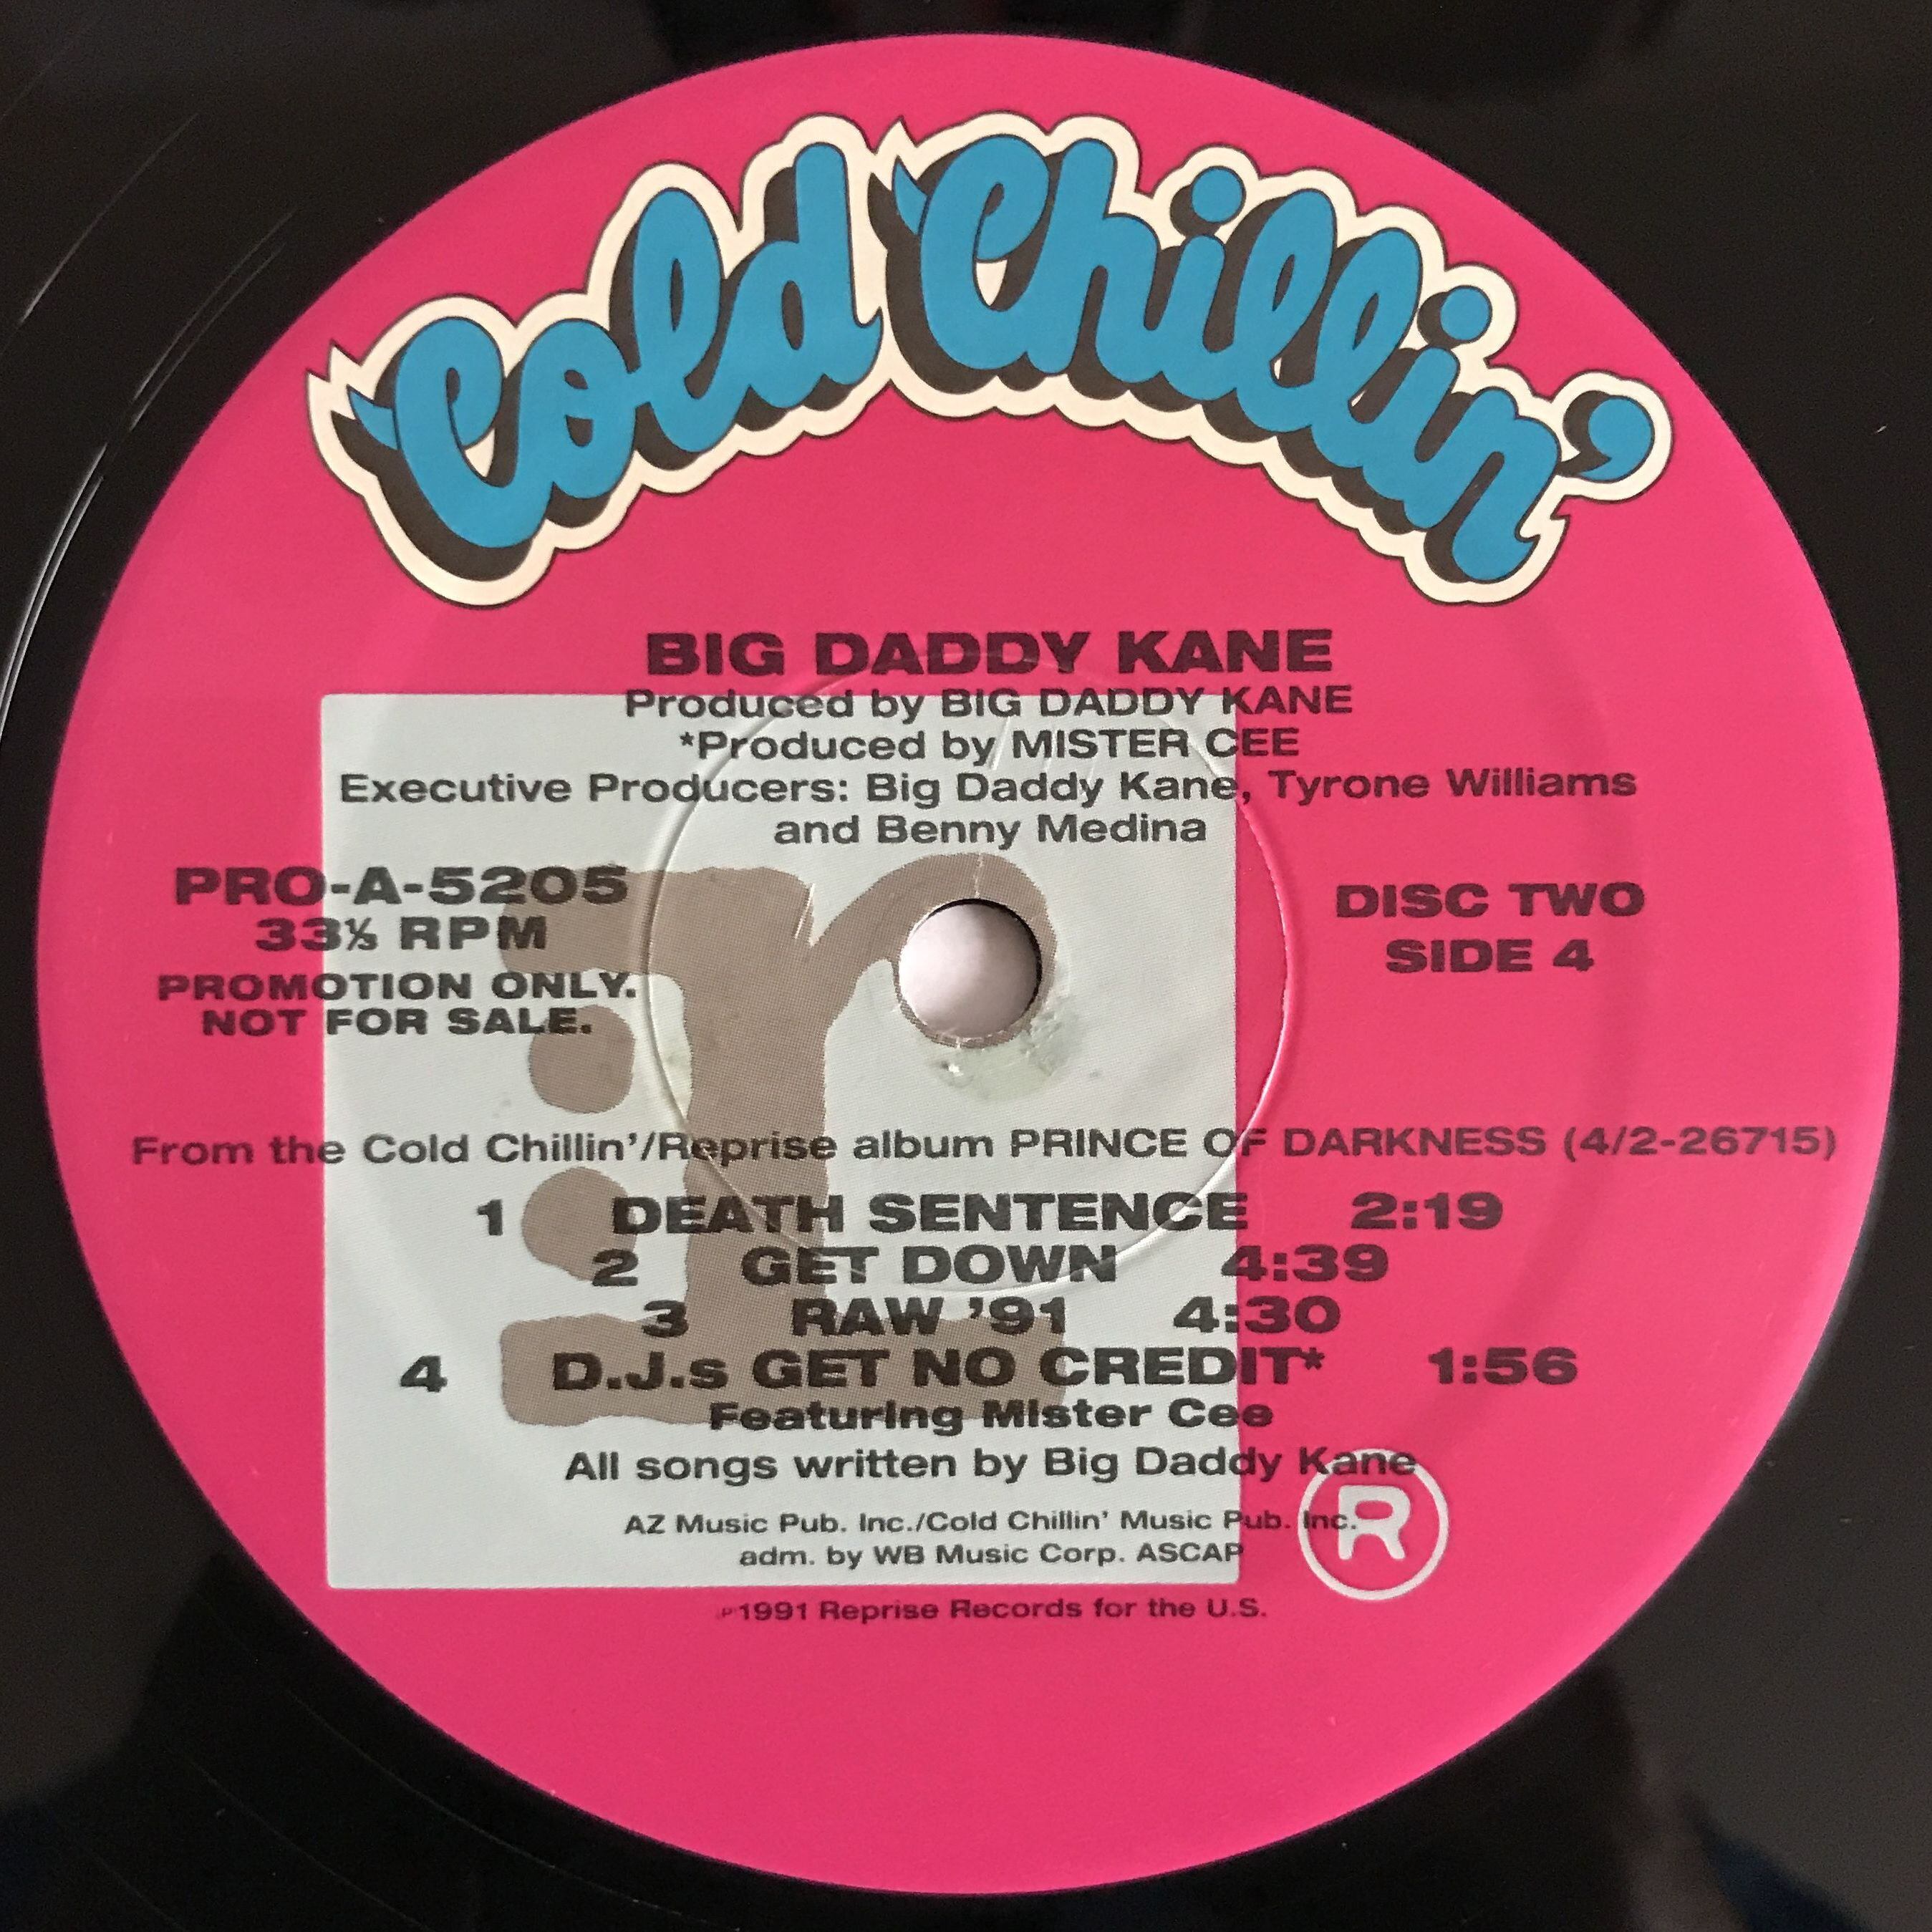 Cold Chillin'
BIG DADDY KANE
Produced by BIG DADDY KANE
*Produced by MISTER CEE
Executive Producers: Big Daddy Kane, Tyrone Williams
and Benny Medina
PRO-A-5205
33⅓ RPM
PROMOTION ONLY.
NOT FOR SALE.
DISC TWO
SIDE 4
r:
From the Cold Chillin'/Reprise album PRINCE OF DARKNESS (4/2-26715)
1 DEATH SENTENCE 2:19
2 GET DOWN 4:39
3 RAW '91 4:30
4 D.J.s GET NO CREDIT* 1:56
Featuring Mister Cee
All songs written by Big Daddy Kane
AZ Music Pub. Inc./Cold Chillin' Music Pub. Inc.
adm. by WB Music Corp. ASCAP
R
℗1991 Reprise Records for the U.S.